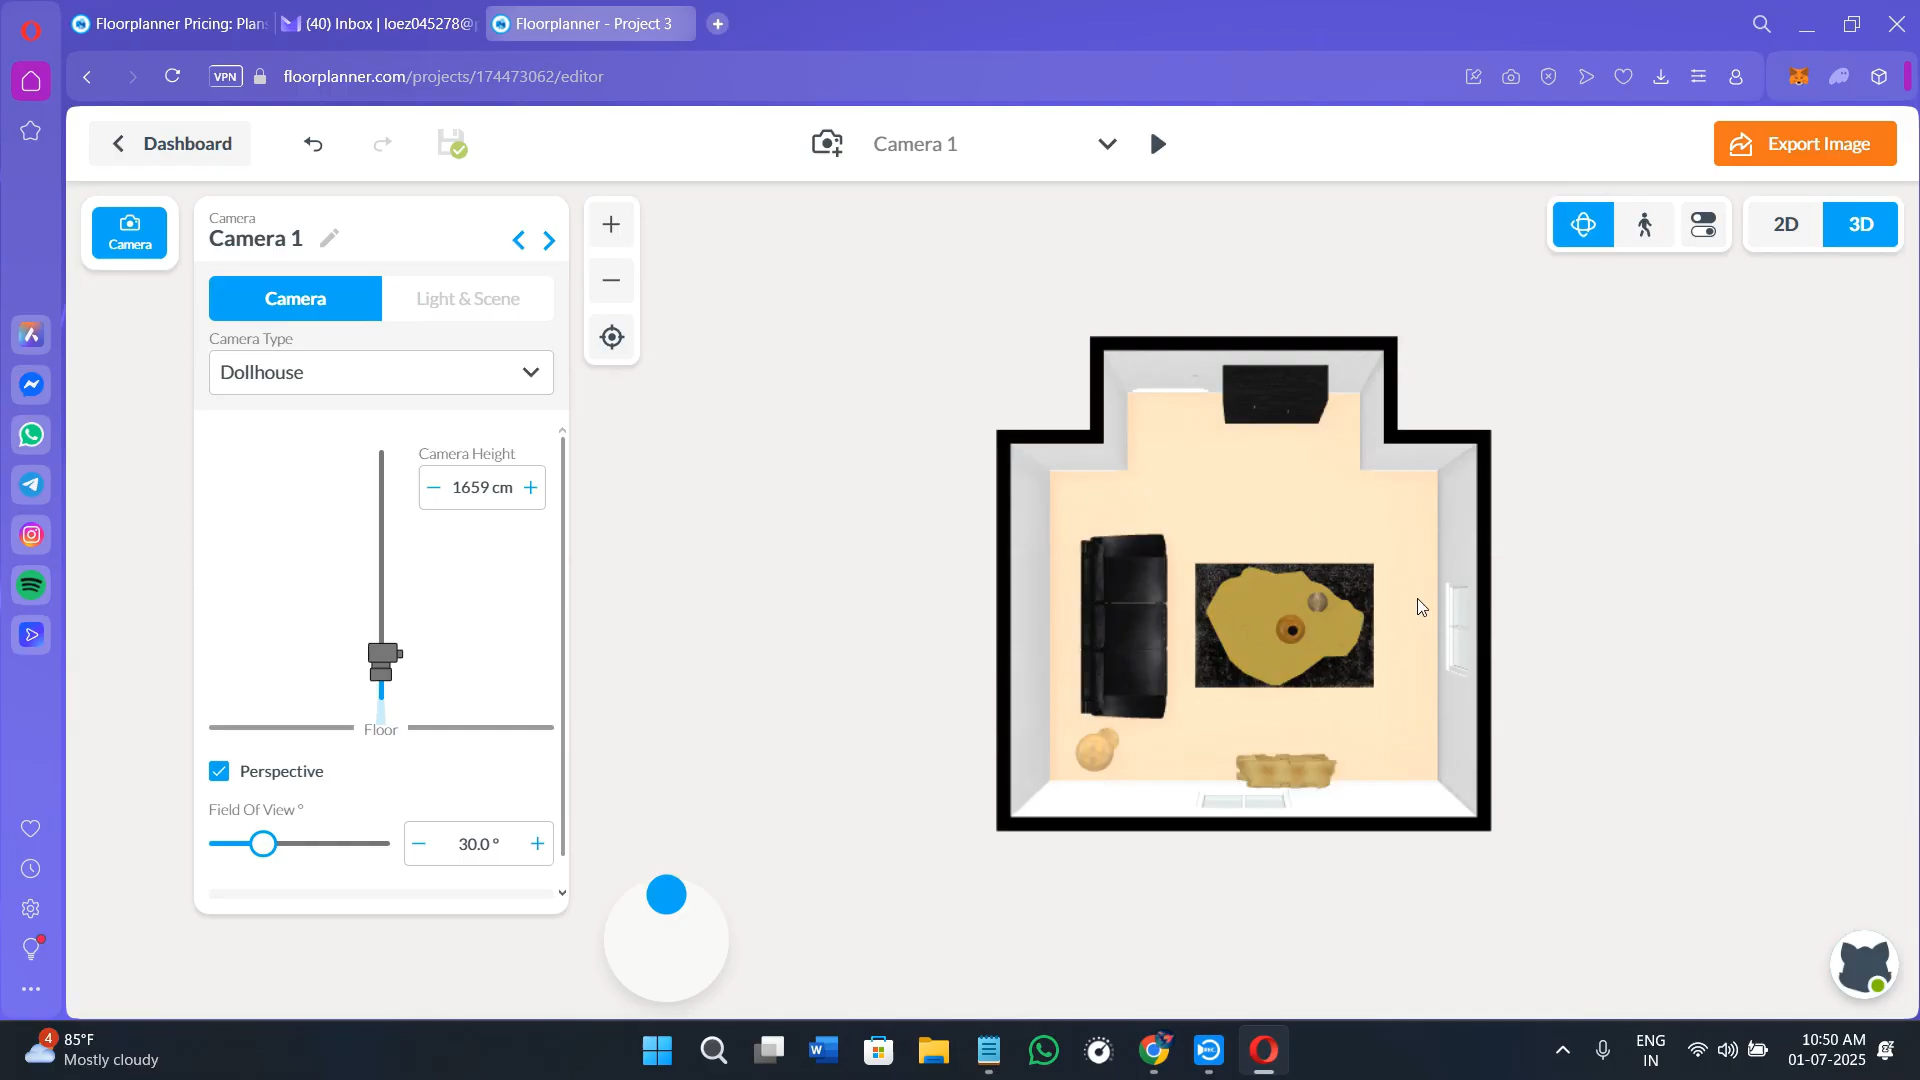 Floorplanner Pricing: Plans
(40) Inbox | loez045278@
Floorplanner - Project 3
VPN
floorplanner.com/projects/174473062/editor
Dashboard
Camera 1
Export Image
Camera
Camera
Camera 1
2D
3D
Camera
Light & Scene
Camera Type
Dollhouse
Camera Height
1659 cm
Floor
Perspective
Field Of View °
30.0 °
4
85°F
Mostly cloudy
ENG
IN
10:50 AM
01-07-2025